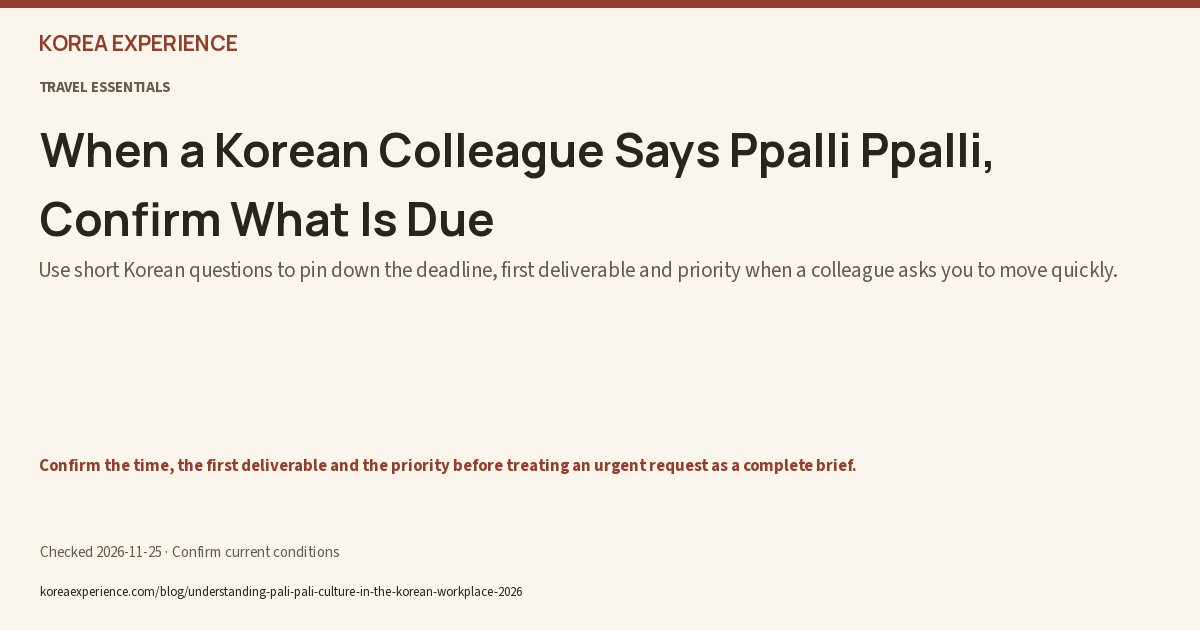 KOREA EXPERIENCE
TRAVEL ESSENTIALS
When a Korean Colleague Says Ppalli Ppalli,
Confirm What Is Due
Use short Korean questions to pin down the deadline, first deliverable and priority when a colleague asks you to move quickly.
Confirm the time, the first deliverable and the priority before treating an urgent request as a complete brief.
Checked 2026-11-25 · Confirm current conditions
koreaexperience.com/blog/understanding-pali-pali-culture-in-the-korean-workplace-2026